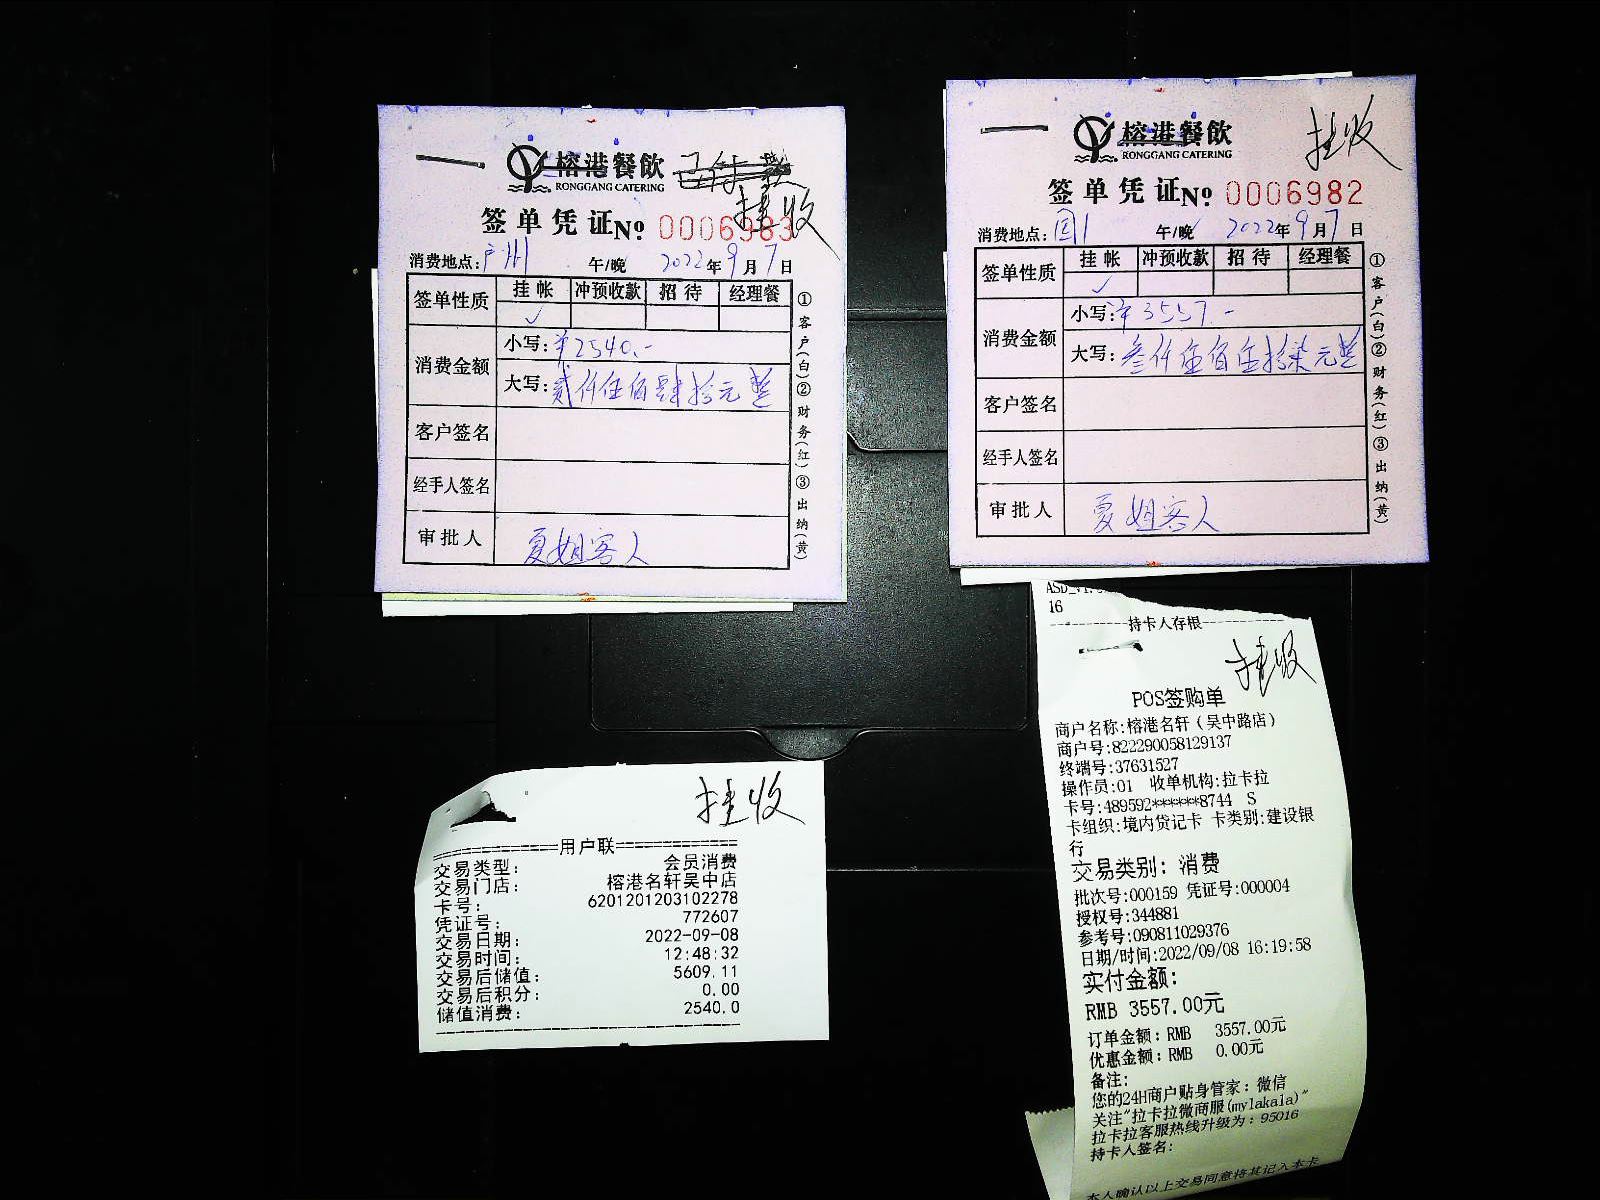 榕港餐飲
RONGGANG CATERING
挂收
签单凭证№ 0006983
消费地点：广州 午/晚 2022年9月7日
签单性质 挂帐 冲预收款 招待 经理餐
✓
消费金额 小写：¥2540.-
大写：贰仟伍佰肆拾元整
客户签名
经手人签名
审批人 夏姐客人
①客户(白)②财务(红)③出纳(黄)
榕港餐飲
RONGGANG CATERING
挂收
签单凭证№ 0006982
消费地点：国1 午/晚 2022年9月7日
签单性质 挂帐 冲预收款 招待 经理餐
✓
消费金额 小写：¥3557.-
大写：叁仟伍佰伍拾柒元整
客户签名
经手人签名
审批人 夏姐客人
①客户(白)②财务(红)③出纳(黄)
挂收
用户联
交易类型： 会员消费
交易门店： 榕港名轩吴中店
卡号： 6201201203102278
凭证号： 772607
交易日期： 2022-09-08
交易时间： 12:48:32
交易后储值： 5609.11
交易后积分： 0.00
储值消费： 2540.0
16
持卡人存根
挂收
POS签购单
商户名称:榕港名轩（吴中路店）
商户号:822290058129137
终端号:37631527
操作员:01 收单机构:拉卡拉
卡号:489592******8744 S
卡组织:境内贷记卡 卡类别:建设银
行
交易类别：消费
批次号:000159 凭证号:000004
授权号:344881
参考号:090811029376
日期/时间:2022/09/08 16:19:58
实付金额:
RMB 3557.00元
订单金额：RMB 3557.00元
优惠金额：RMB 0.00元
备注:
您的24H商户贴身管家：微信
关注"拉卡拉微商服(mylakala)"
拉卡拉客服热线升级为：95016
持卡人签名:
本人确认以上交易同意将其记入本卡